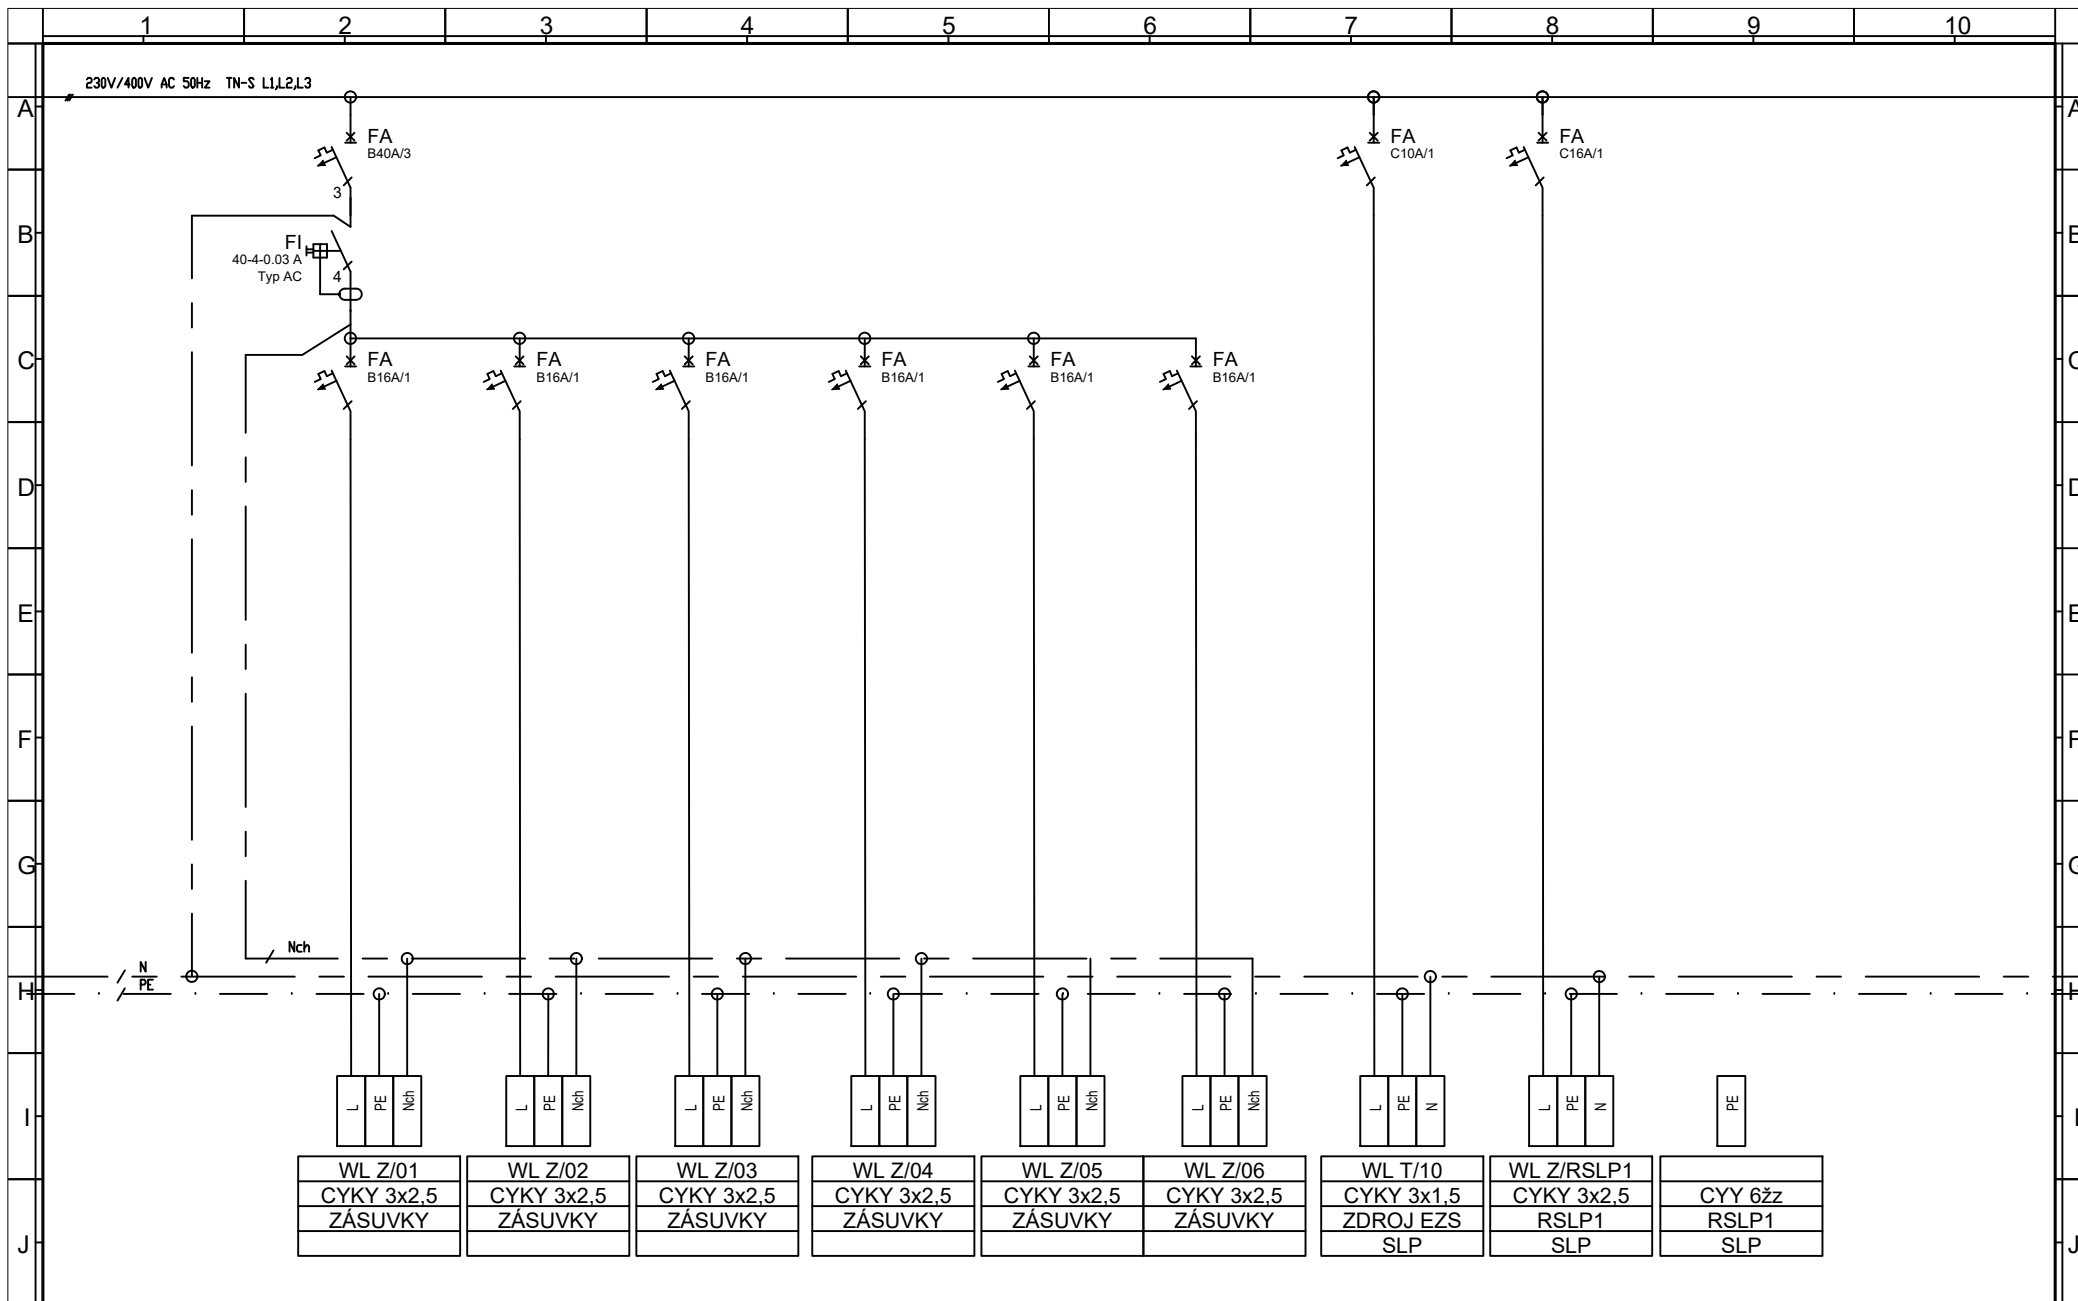 1 2 3 4 5 6 7 8 9 10
230V/400V AC 50Hz TN-S L1,L2,L3
A A
FA FA FA
B40A/3 C10A/1 C16A/1
3
B B
FI
40-4-0.03 A
Typ AC 4
C FA FA FA FA FA FA C
B16A/1 B16A/1 B16A/1 B16A/1 B16A/1 B16A/1
D D
E E
F F
G G
Nch
N
PE
H H
L PE Nch L PE Nch L PE Nch L PE Nch L PE Nch L PE Nch L PE N L PE N PE
I I
WL Z/01 WL Z/02 WL Z/03 WL Z/04 WL Z/05 WL Z/06 WL T/10 WL Z/RSLP1
CYKY 3x2,5 CYKY 3x2,5 CYKY 3x2,5 CYKY 3x2,5 CYKY 3x2,5 CYKY 3x2,5 CYKY 3x1,5 CYKY 3x2,5 CYY 6žz
ZÁSUVKY ZÁSUVKY ZÁSUVKY ZÁSUVKY ZÁSUVKY ZÁSUVKY ZDROJ EZS RSLP1 RSLP1
J SLP SLP SLP J